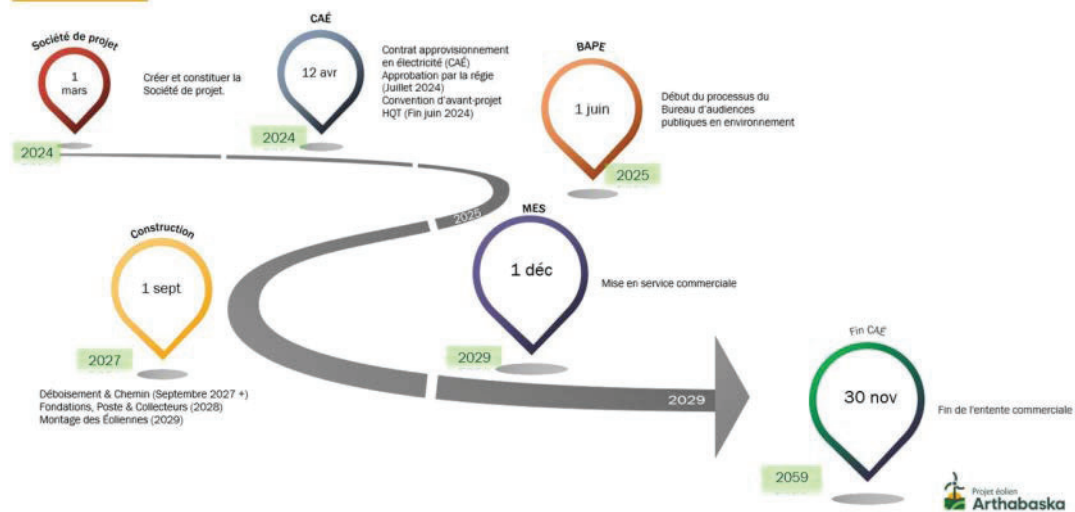 Société de projet
1
mars
2024
Créer et constituer la
Société de projet.
CAÉ
12 avr
2024
Contrat approvisionnement
en électricité (CAÉ)
Approbation par la régie
(Juillet 2024)
Convention d'avant-projet
HQT (Fin juin 2024)
BAPE
1 juin
2025
Début du processus du
Bureau d'audiences
publiques en environnement
2025
Construction
1 sept
2027
Déboisement & Chemin (Septembre 2027 +)
Fondations, Poste & Collecteurs (2028)
Montage des Éoliennes (2029)
MES
1 déc
2029
Mise en service commerciale
2029
Fin CAÉ
30 nov
2059
Fin de l'entente commerciale
Projet éolien
Arthabaska